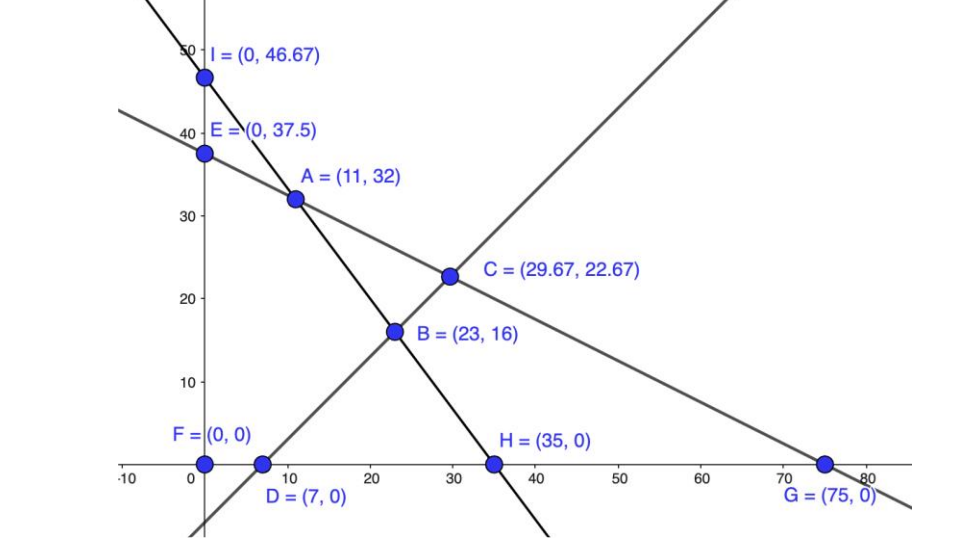 50
I = (0, 46.67)
40
E = (0, 37.5)
A = (11, 32)
30
C = (29.67, 22.67)
20
B = (23, 16)
10
F = (0, 0)
H = (35, 0)
-10 0 10 20 30 40 50 60 70 80
D = (7, 0)
G = (75, 0)